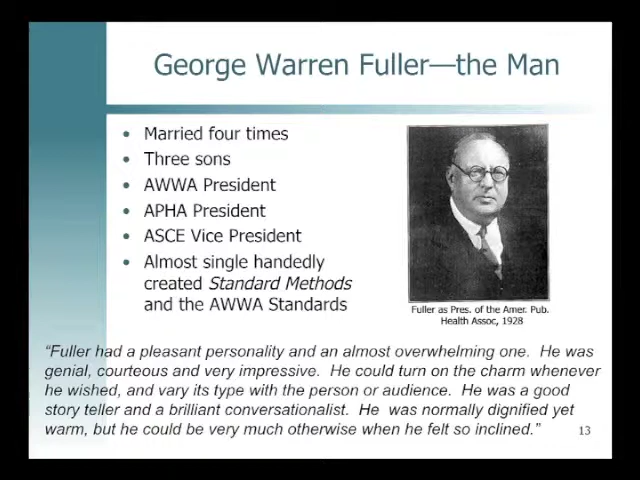 George Warren Fuller—the Man
• Married four times
• Three sons
• AWWA President
• APHA President
• ASCE Vice President
• Almost single handedly
created Standard Methods
and the AWWA Standards
Fuller as Pres. of the Amer. Pub.
Health Assoc, 1928
“Fuller had a pleasant personality and an almost overwhelming one.  He was
genial, courteous and very impressive.  He could turn on the charm whenever
he wished, and vary its type with the person or audience.  He was a good
story teller and a brilliant conversationalist.  He  was normally dignified yet
warm, but he could be very much otherwise when he felt so inclined.”
13